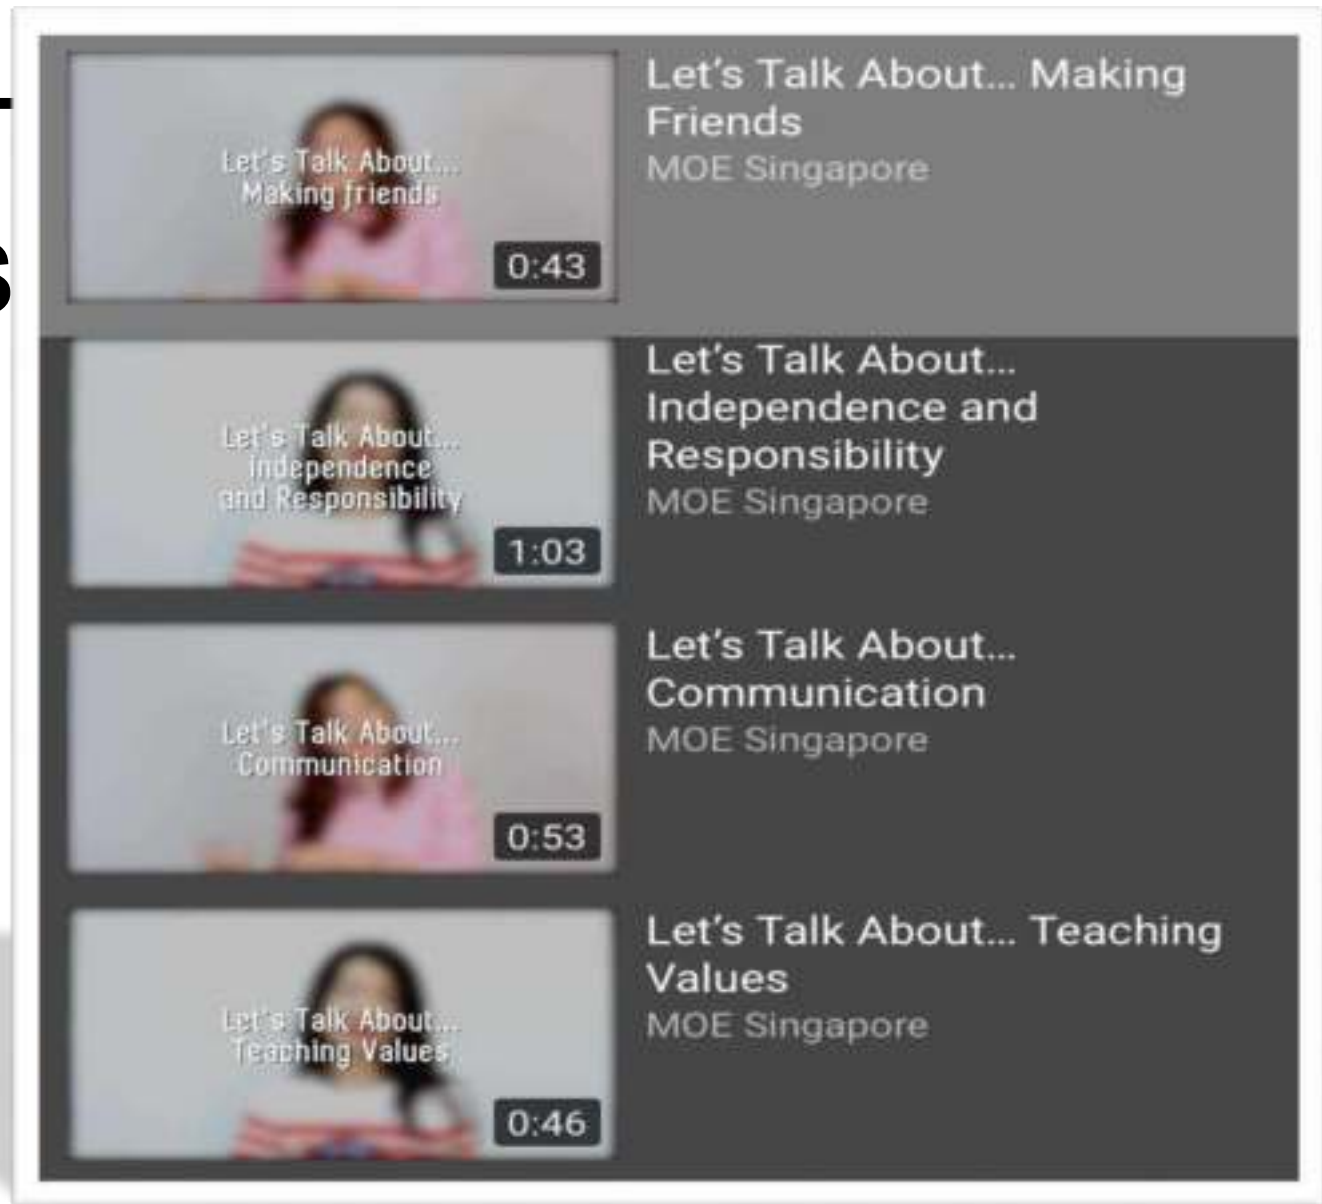 Let's Talk About...
Making friends
0:43
Let's Talk About... Making
Friends
MOE Singapore
Let's Talk About...
Independence
and Responsibility
1:03
Let's Talk About...
Independence and
Responsibility
MOE Singapore
Let's Talk About...
Communication
0:53
Let's Talk About...
Communication
MOE Singapore
Let's Talk About...
Teaching Values
0:46
Let's Talk About... Teaching
Values
MOE Singapore